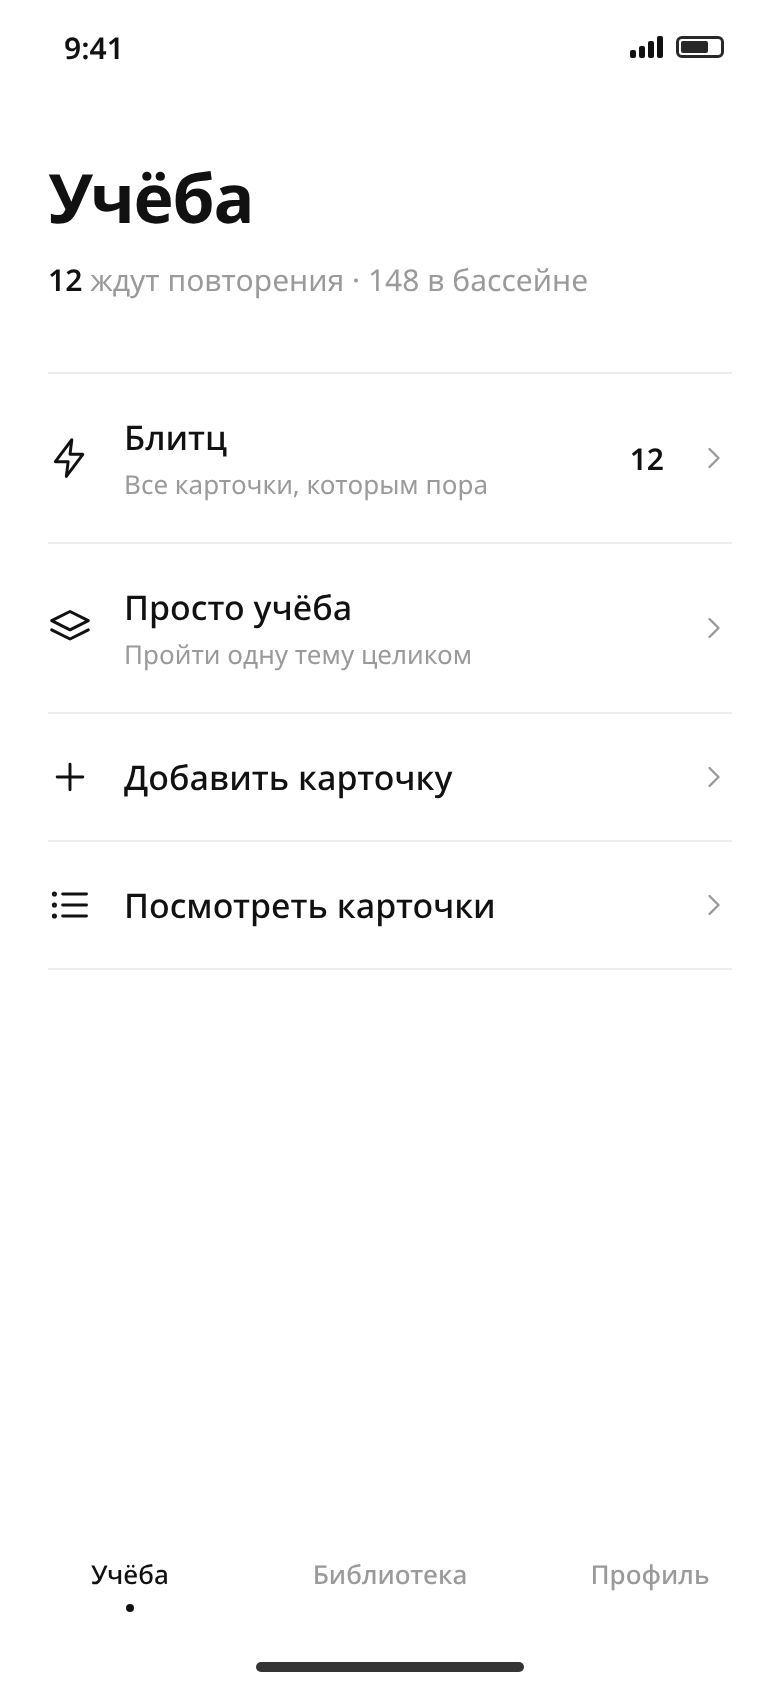 9:41
Учёба
12 ждут повторения · 148 в бассейне
Блитц
Все карточки, которым пора
12
Просто учёба
Пройти одну тему целиком
Добавить карточку
Посмотреть карточки
Учёба Библиотека Профиль